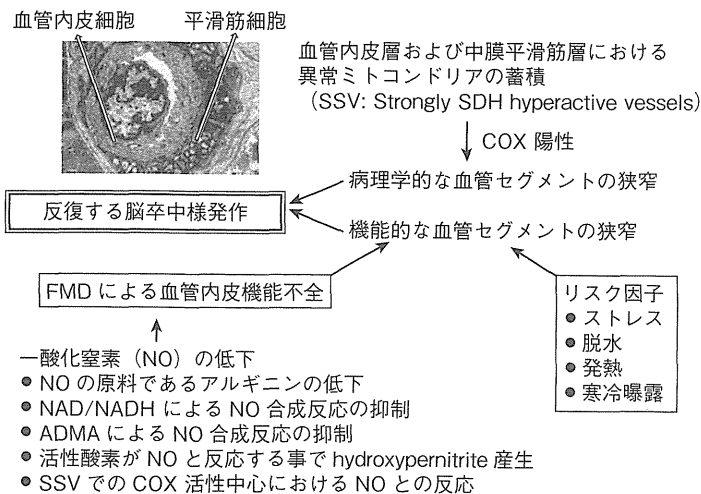 血管内皮細胞
平滑筋細胞
血管内皮層および中膜平滑筋層における
異常ミトコンドリアの蓄積
（SSV: Strongly SDH hyperactive vessels）
COX 陽性
病理学的な血管セグメントの狭窄
反復する脳卒中様発作
機能的な血管セグメントの狭窄
FMD による血管内皮機能不全
リスク因子
● ストレス
● 脱水
● 発熱
● 寒冷曝露
一酸化窒素（NO）の低下
● NO の原料であるアルギニンの低下
● NAD/NADH による NO 合成反応の抑制
● ADMA による NO 合成反応の抑制
● 活性酸素が NO と反応する事で hydroxypernitrite 産生
● SSV での COX 活性中心における NO との反応